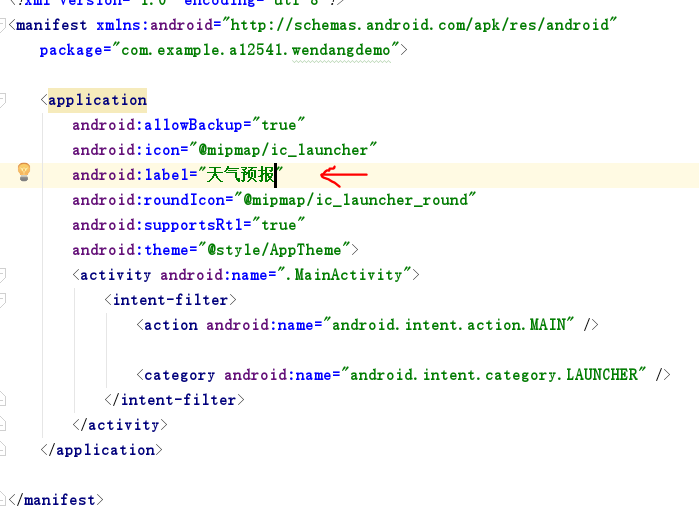 <?xml version="1.0" encoding="utf-8"?>
<manifest xmlns:android="http://schemas.android.com/apk/res/android"
package="com.example.a12541.wendangdemo">
<application
android:allowBackup="true"
android:icon="@mipmap/ic_launcher"
android:label="天气预报"
android:roundIcon="@mipmap/ic_launcher_round"
android:supportsRtl="true"
android:theme="@style/AppTheme">
<activity android:name=".MainActivity">
<intent-filter>
<action android:name="android.intent.action.MAIN" />
<category android:name="android.intent.category.LAUNCHER" />
</intent-filter>
</activity>
</application>
</manifest>